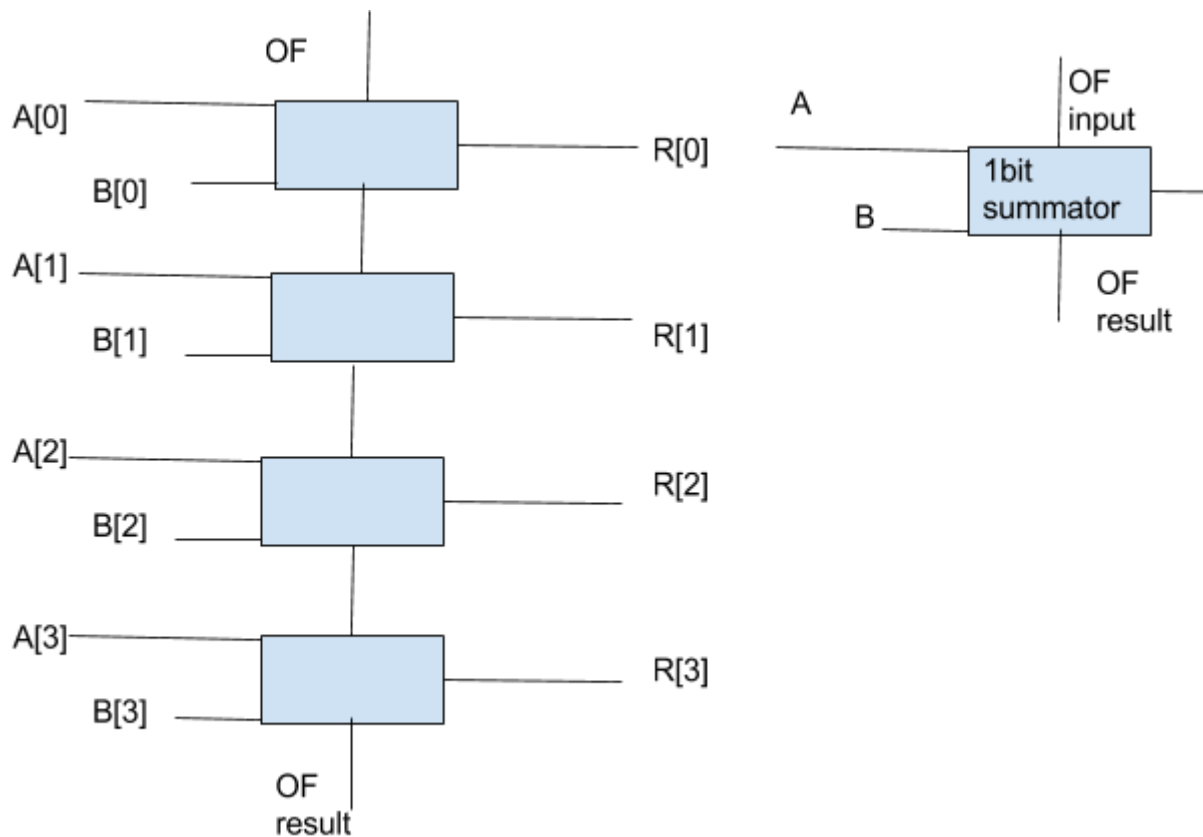 OF
A[0]
B[0]
R[0]
A[1]
B[1]
R[1]
A[2]
B[2]
R[2]
A[3]
B[3]
R[3]
OF
result
A
OF
input
1bit
summator
B
OF
result